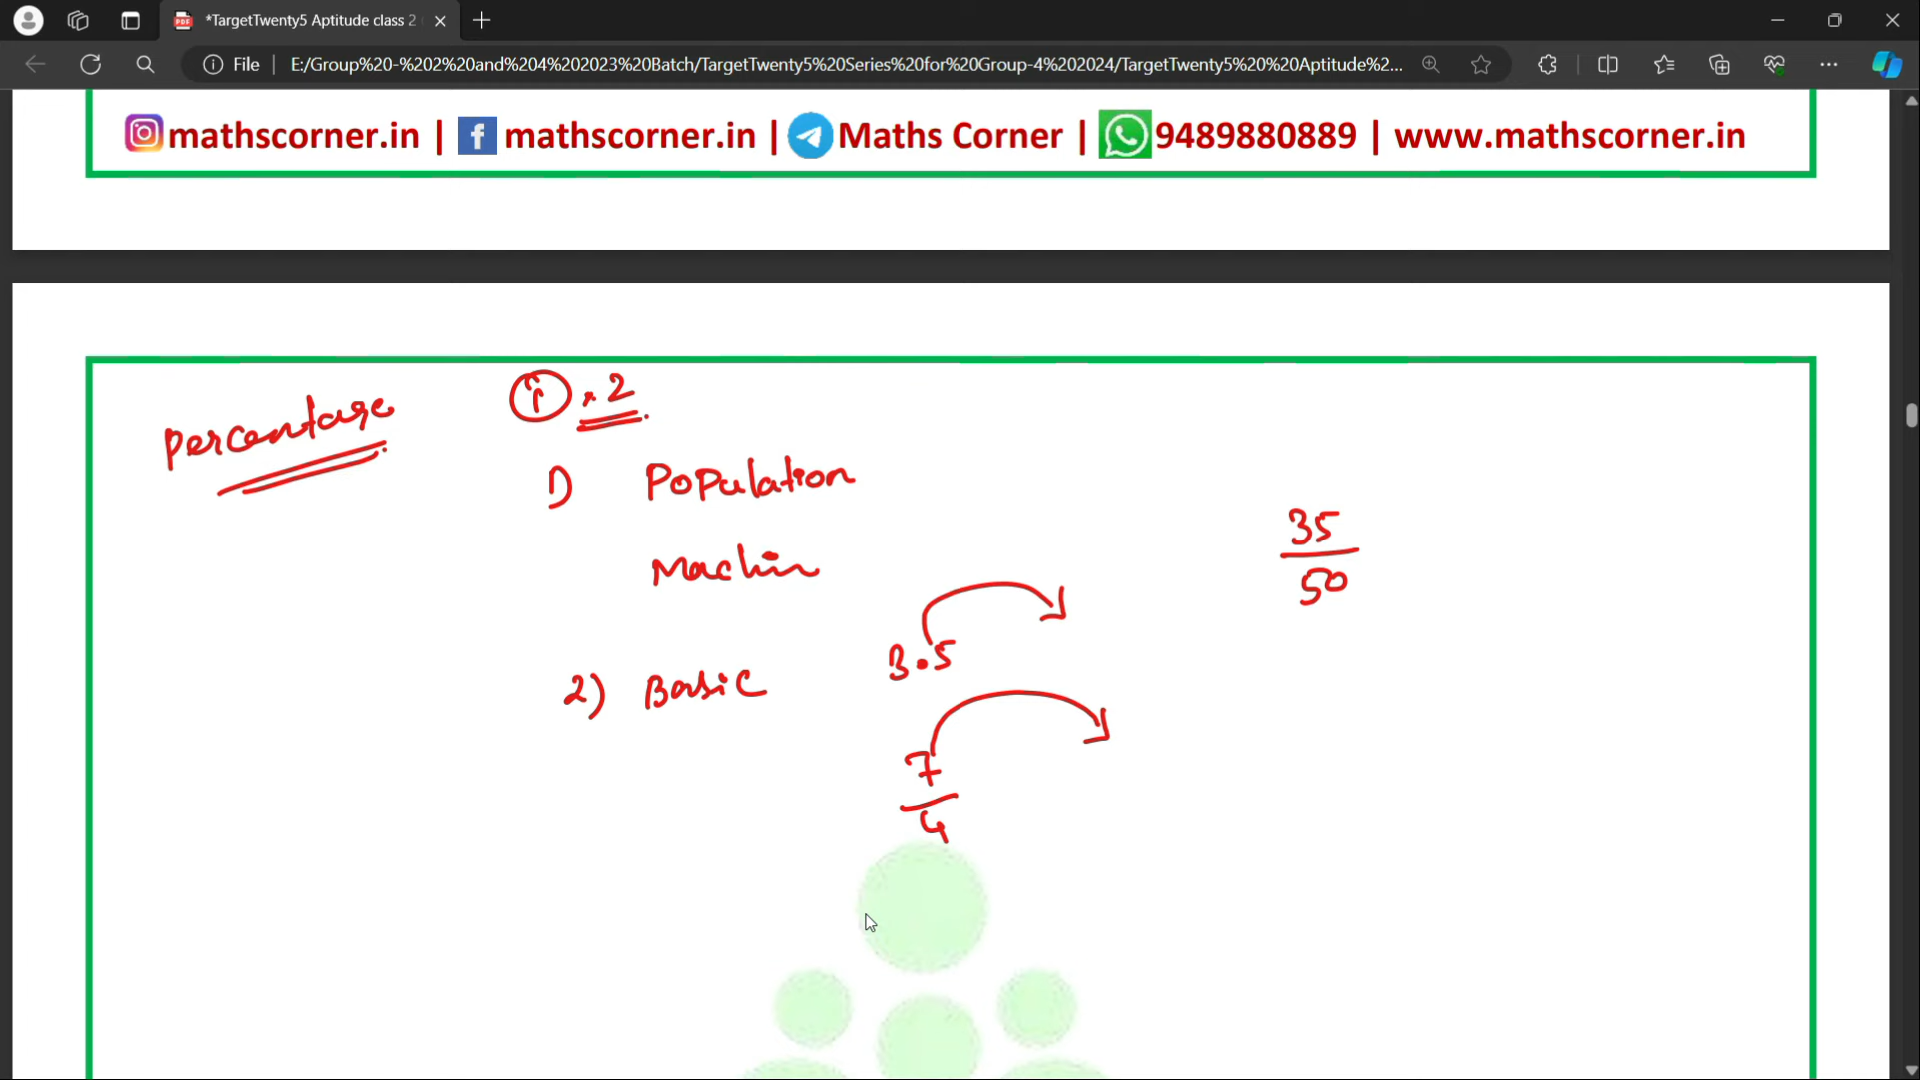 *TargetTwenty5 Aptitude class 2
File
E:/Group%20-%202%20and%204%202023%20Batch/TargetTwenty5%20Series%20for%20Group-4%202024/TargetTwenty5%20%20Aptitude%2...
mathscorner.in | mathscorner.in | Maths Corner | 9489880889 | www.mathscorner.in
Percentage
2
1) Population
Machin
35
50
3.5
2) Basic
7
4